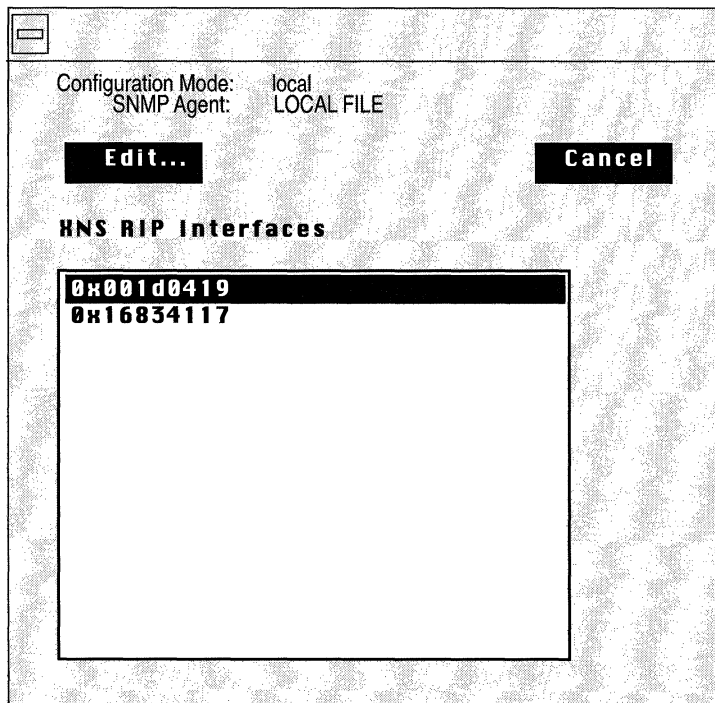 Configuration Mode: local
SNMP Agent: LOCAL FILE
Edit... Cancel
XNS RIP Interfaces
0x001d0419
0x16834117